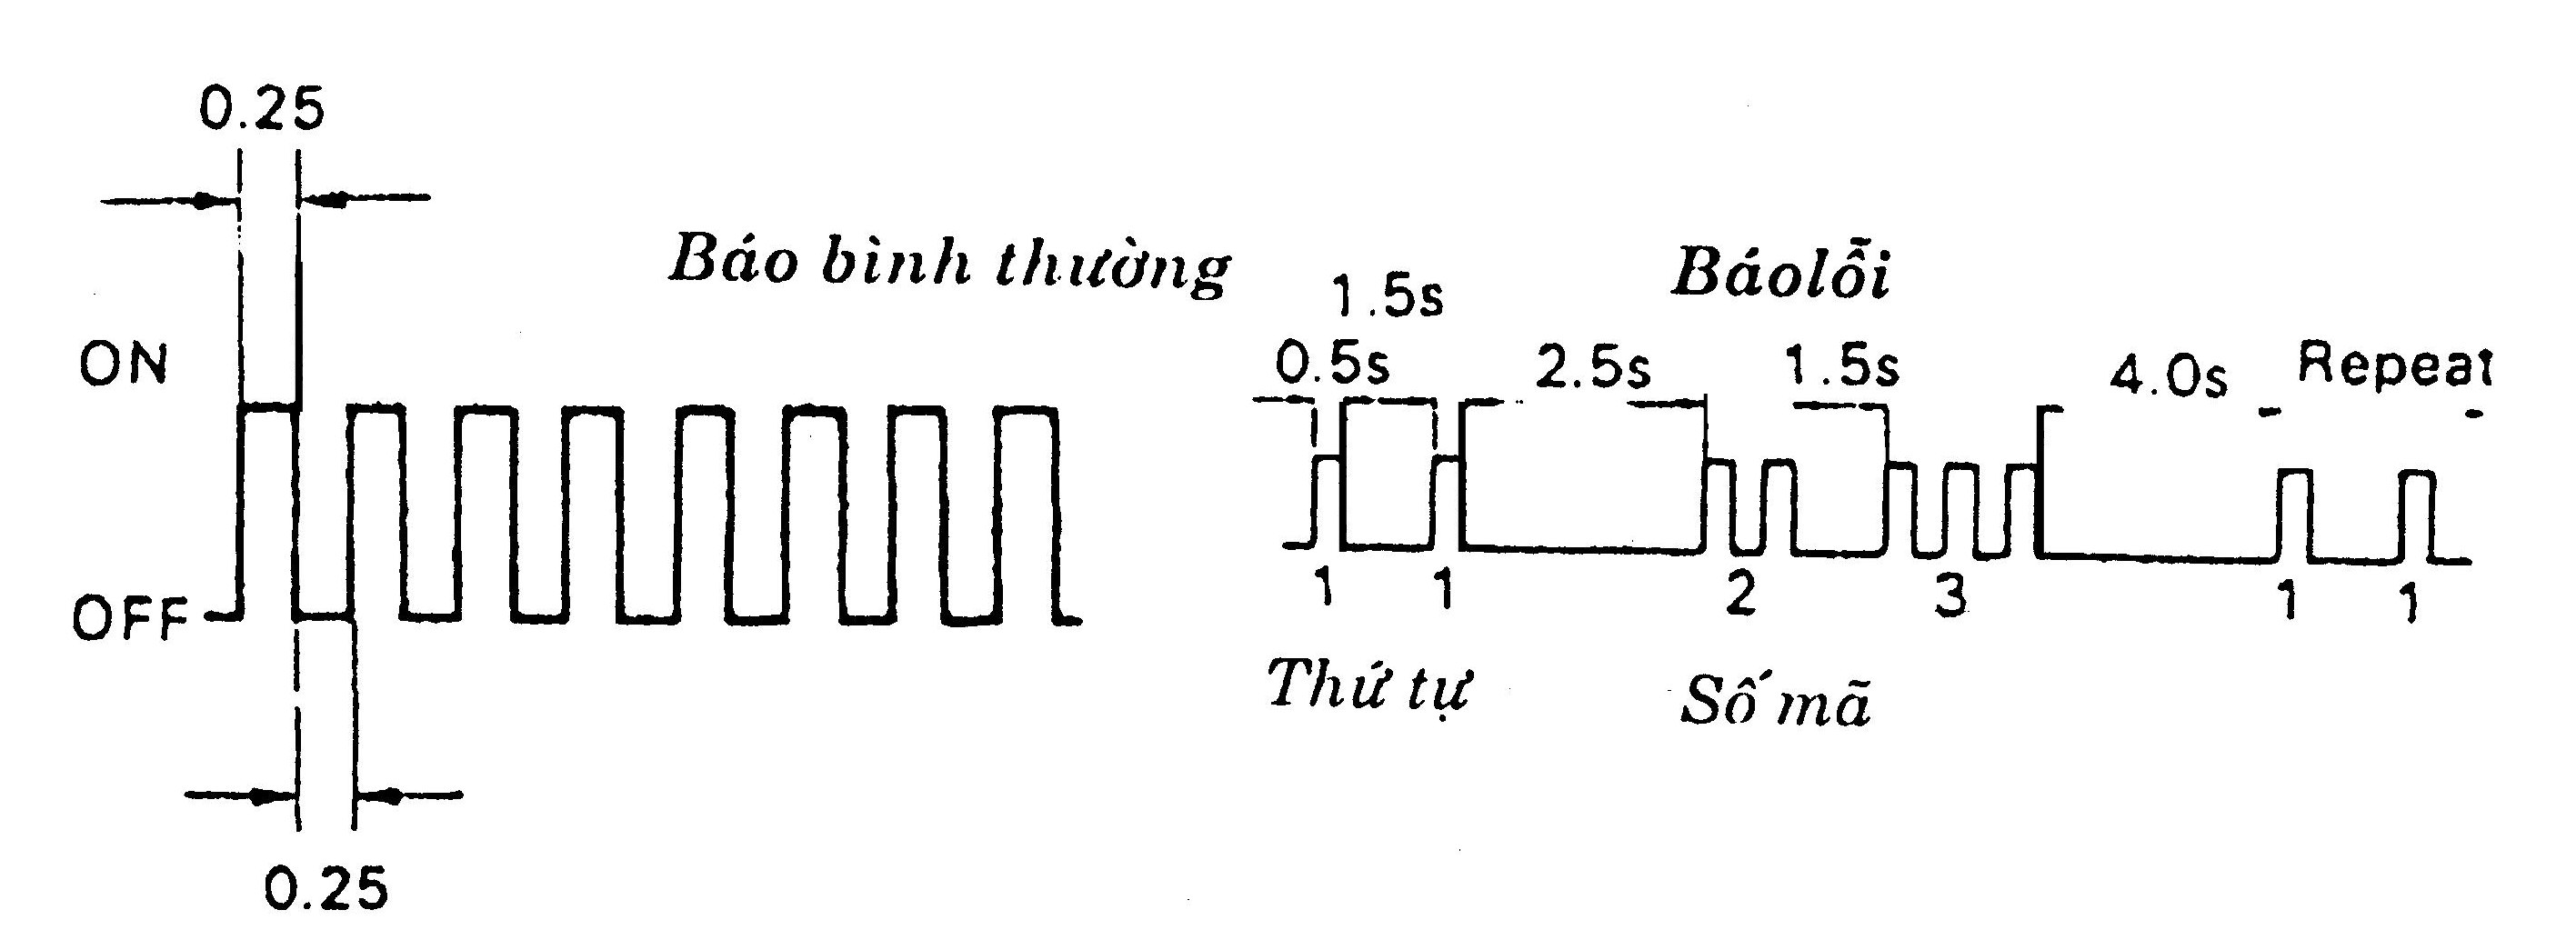 0.25
ON
OFF
0.25
Báo bình thường
Báolỗi
1.5s
0.5s 2.5s 1.5s 4.0s Repeat
1 1 2 3 1 1
Thứ tự Số mã